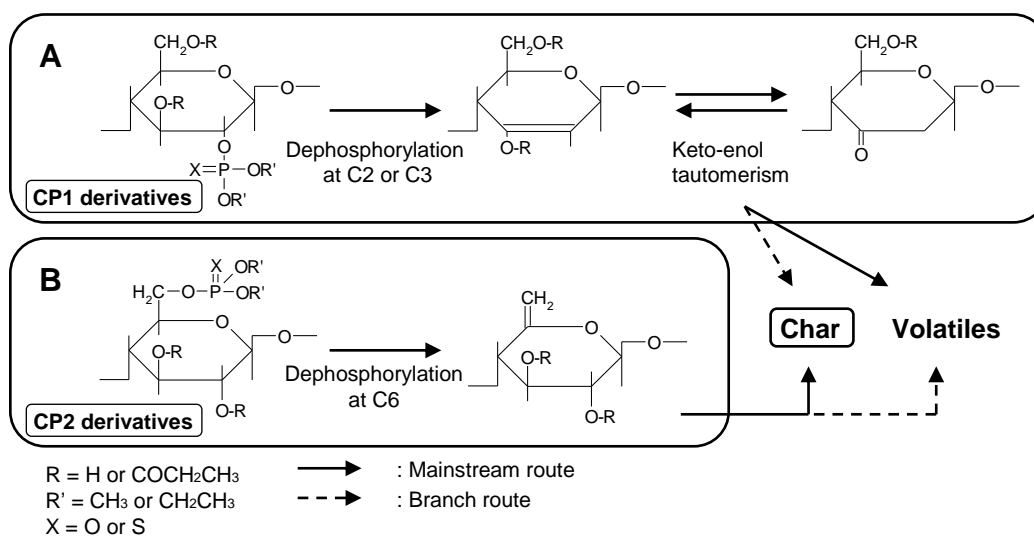 A
CH2O-R
O
O
O-R
O
X=P-OR'
OR'
CP1 derivatives
Dephosphorylation
at C2 or C3
CH2O-R
O
O
O-R
Keto-enol
tautomerism
CH2O-R
O
O
O
B
X
OR'
H2C-O-P-OR'
O
O
O-R
O-R
CP2 derivatives
Dephosphorylation
at C6
CH2
O
O
O-R
O-R
Char
Volatiles
R = H or COCH2CH3
R' = CH3 or CH2CH3
X = O or S
: Mainstream route
: Branch route